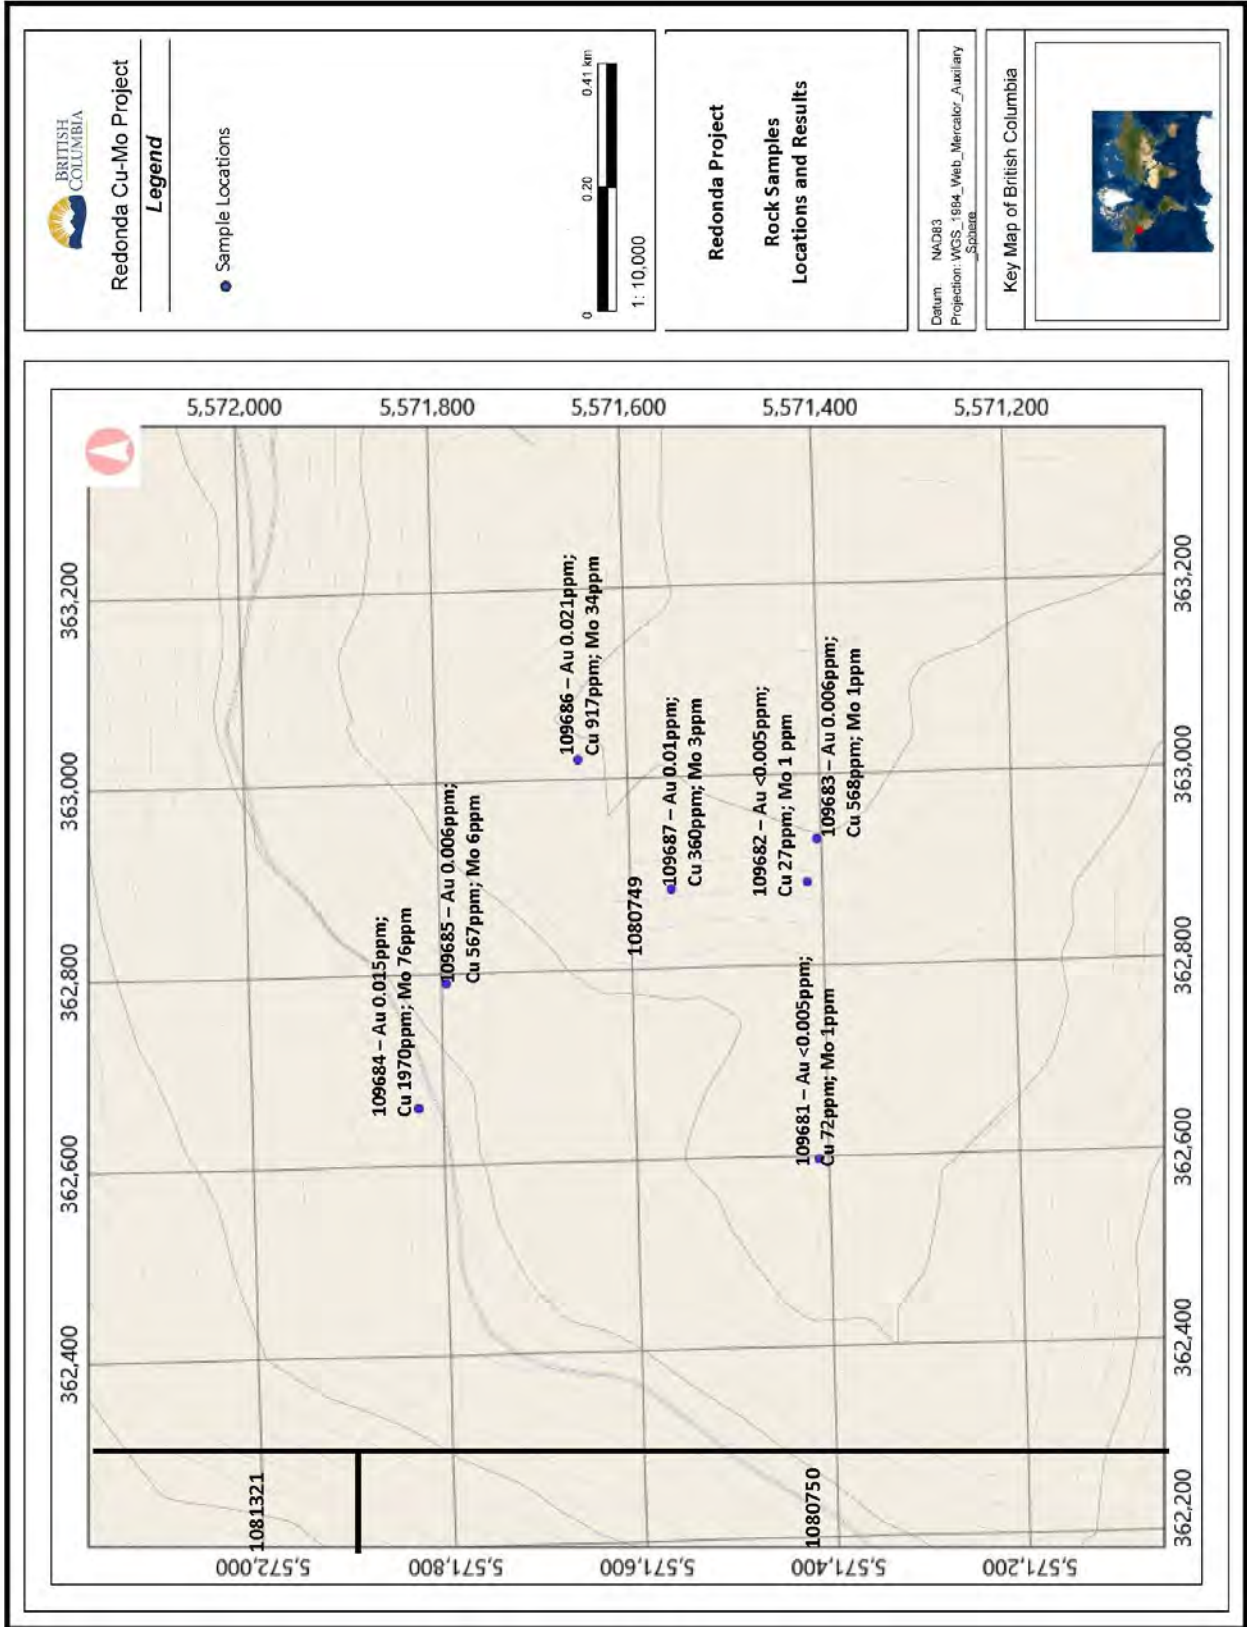 BRITISH
COLUMBIA
Redonda Cu-Mo Project
Legend
Sample Locations
0
0.20
0.41 km
1: 10,000
Redonda Project
Rock Samples
Locations and Results
Datum: NAD83
Projection: WGS_1984_Web_Mercator_Auxiliary
_Sphere
Key Map of British Columbia
362,400
362,600
362,800
363,000
363,200
5,572,000
5,571,800
5,571,600
5,571,400
5,571,200
1081321
1080750
1080749
109684 – Au 0.015ppm;
Cu 1970ppm; Mo 76ppm
109685 – Au 0.006ppm;
Cu 567ppm; Mo 6ppm
109686 – Au 0.021ppm;
Cu 917ppm; Mo 34ppm
109687 – Au 0.01ppm;
Cu 360ppm; Mo 3ppm
109682 – Au <0.005ppm;
Cu 27ppm; Mo 1 ppm
109683 – Au 0.006ppm;
Cu 568ppm; Mo 1ppm
109681 – Au <0.005ppm;
Cu 72ppm; Mo 1ppm
5,572,000
5,571,800
5,571,600
5,571,400
5,571,200
362,200
362,400
362,600
362,800
363,000
363,200